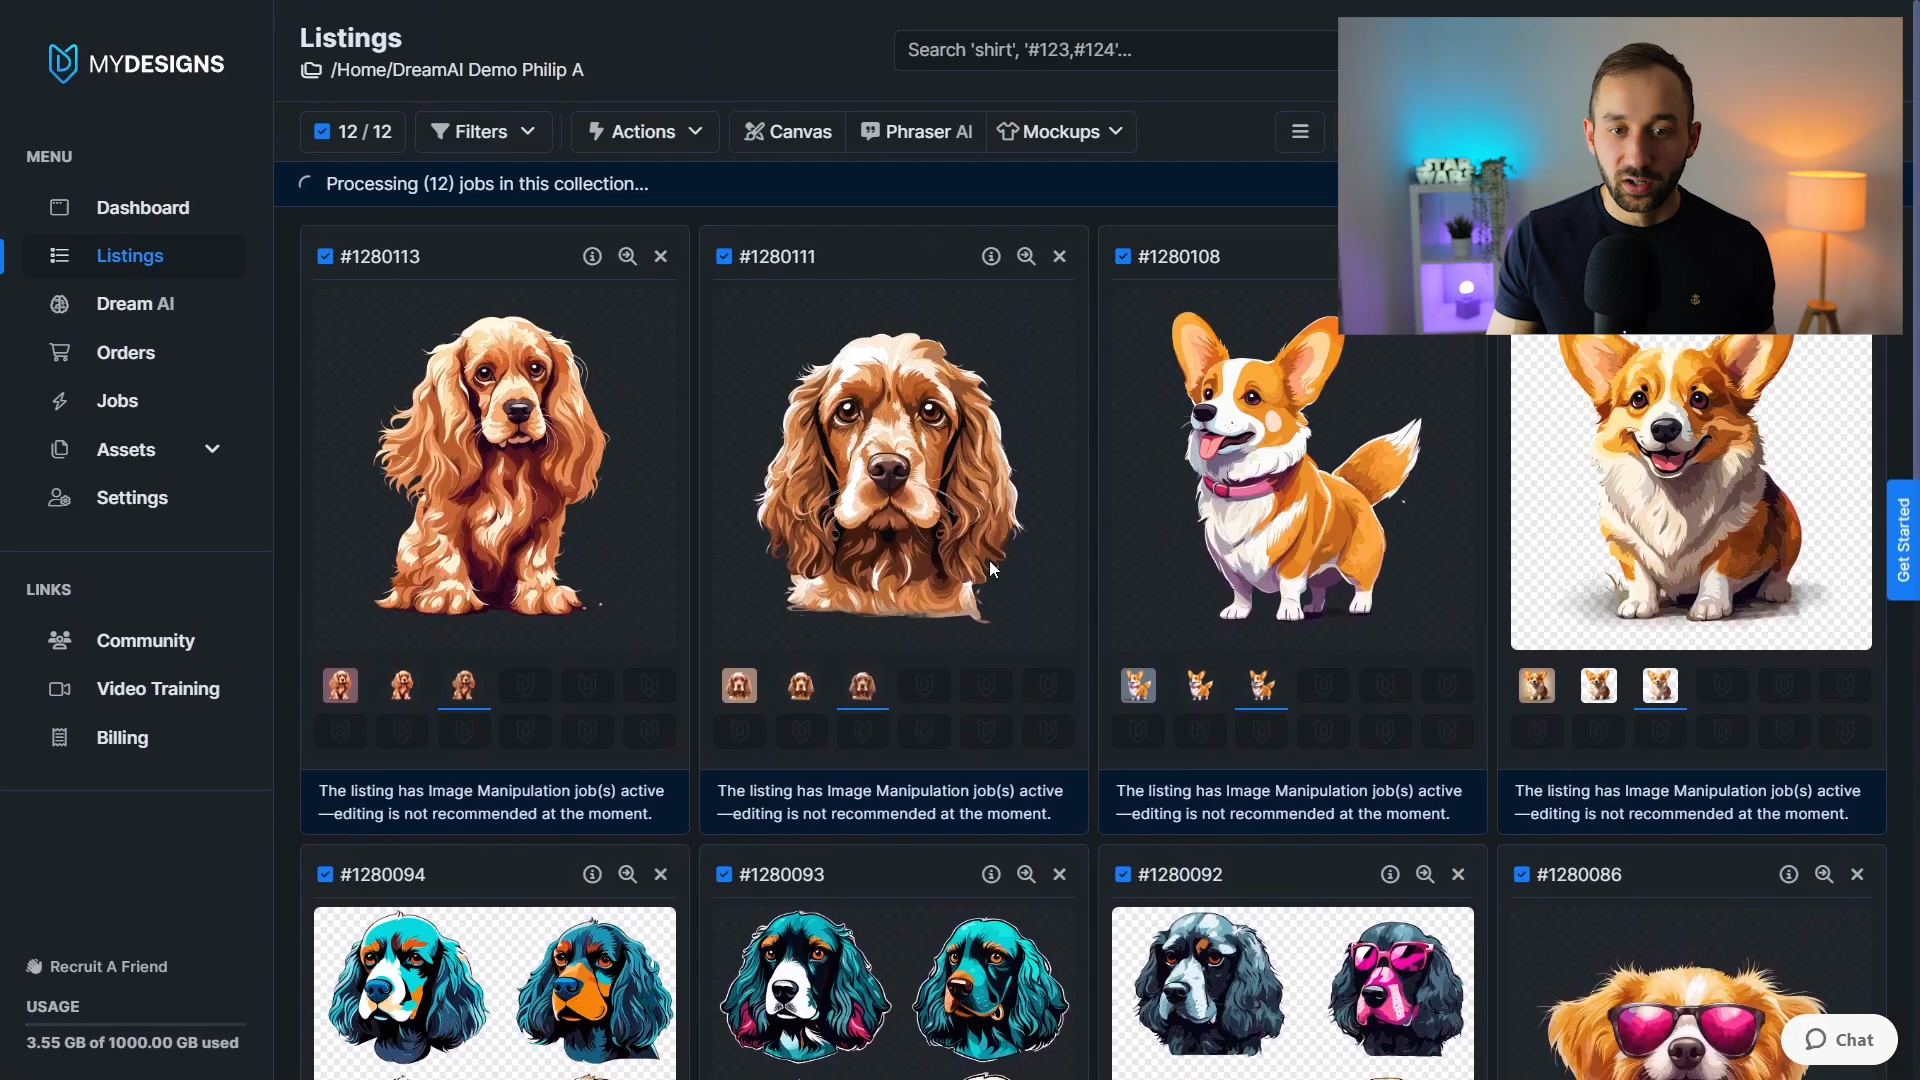 MYDESIGNS
MENU
Dashboard
Listings
Dream AI
Orders
Jobs
Assets
Settings
LINKS
Community
Video Training
Billing
Recruit A Friend
USAGE
3.55 GB of 1000.00 GB used
Listings
/Home/DreamAI Demo Philip A
Search 'shirt', '#123,#124'...
12 / 12
Filters
Actions
Canvas
Phraser AI
Mockups
Processing (12) jobs in this collection...
STAR
WARS
#1280113
#1280111
#1280108
The listing has Image Manipulation job(s) active
—editing is not recommended at the moment.
The listing has Image Manipulation job(s) active
—editing is not recommended at the moment.
The listing has Image Manipulation job(s) active
—editing is not recommended at the moment.
The listing has Image Manipulation job(s) active
—editing is not recommended at the moment.
#1280094
#1280093
#1280092
#1280086
Get Started
Chat